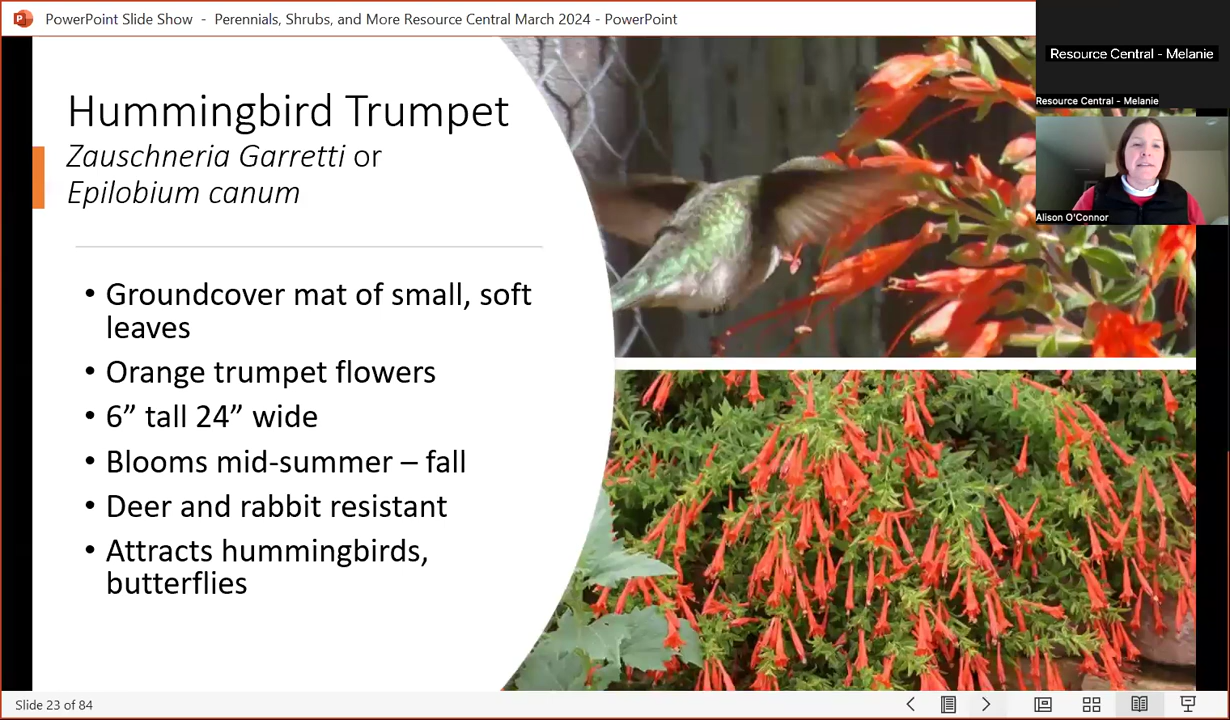 PowerPoint Slide Show - Perennials, Shrubs, and More Resource Central March 2024 - PowerPoint
Resource Central - Melanie
Resource Central - Melanie
Alison O'Connor
Hummingbird Trumpet
Zauschneria Garretti or
Epilobium canum
• Groundcover mat of small, soft
leaves
• Orange trumpet flowers
• 6” tall 24” wide
• Blooms mid-summer – fall
• Deer and rabbit resistant
• Attracts hummingbirds,
butterflies
Slide 23 of 84